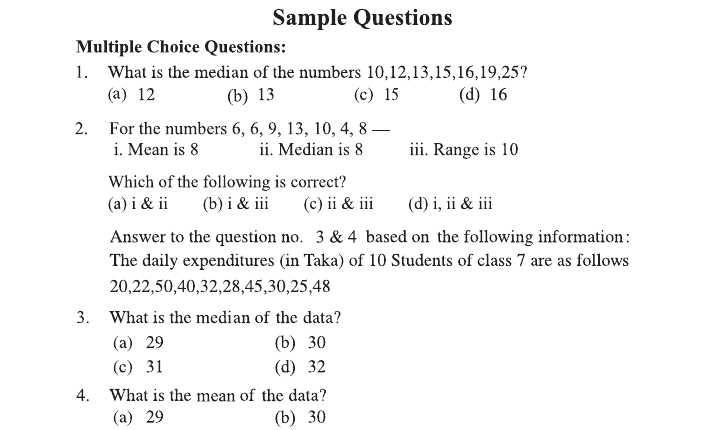 Sample Questions
Multiple Choice Questions:
1. What is the median of the numbers 10,12,13,15,16,19,25?
(a) 12 (b) 13 (c) 15 (d) 16
2. For the numbers 6, 6, 9, 13, 10, 4, 8 —
i. Mean is 8 ii. Median is 8 iii. Range is 10
Which of the following is correct?
(a) i & ii (b) i & iii (c) ii & iii (d) i, ii & iii
Answer to the question no. 3 & 4 based on the following information:
The daily expenditures (in Taka) of 10 Students of class 7 are as follows
20,22,50,40,32,28,45,30,25,48
3. What is the median of the data?
(a) 29 (b) 30
(c) 31 (d) 32
4. What is the mean of the data?
(a) 29 (b) 30